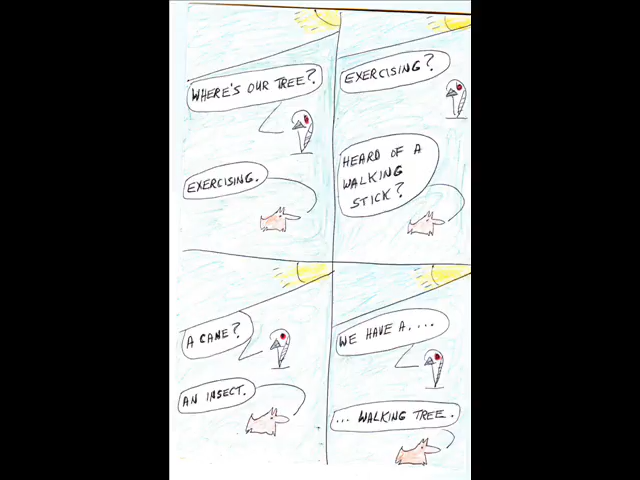 WHERE'S OUR TREE?
EXERCISING.
EXERCISING?
HEARD OF A
WALKING
STICK?
A CANE?
AN INSECT.
WE HAVE A....
... WALKING TREE.